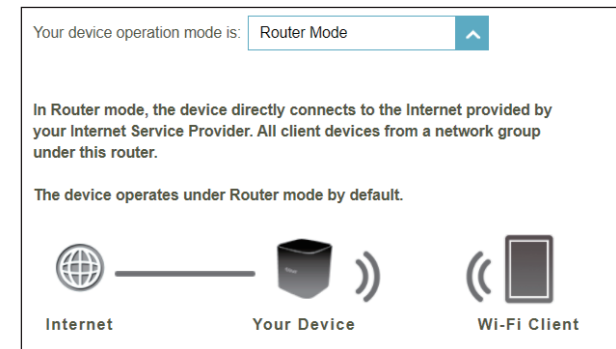 Your device operation mode is: Router Mode
In Router mode, the device directly connects to the Internet provided by
your Internet Service Provider. All client devices from a network group
under this router.
The device operates under Router mode by default.
Internet Your Device Wi-Fi Client